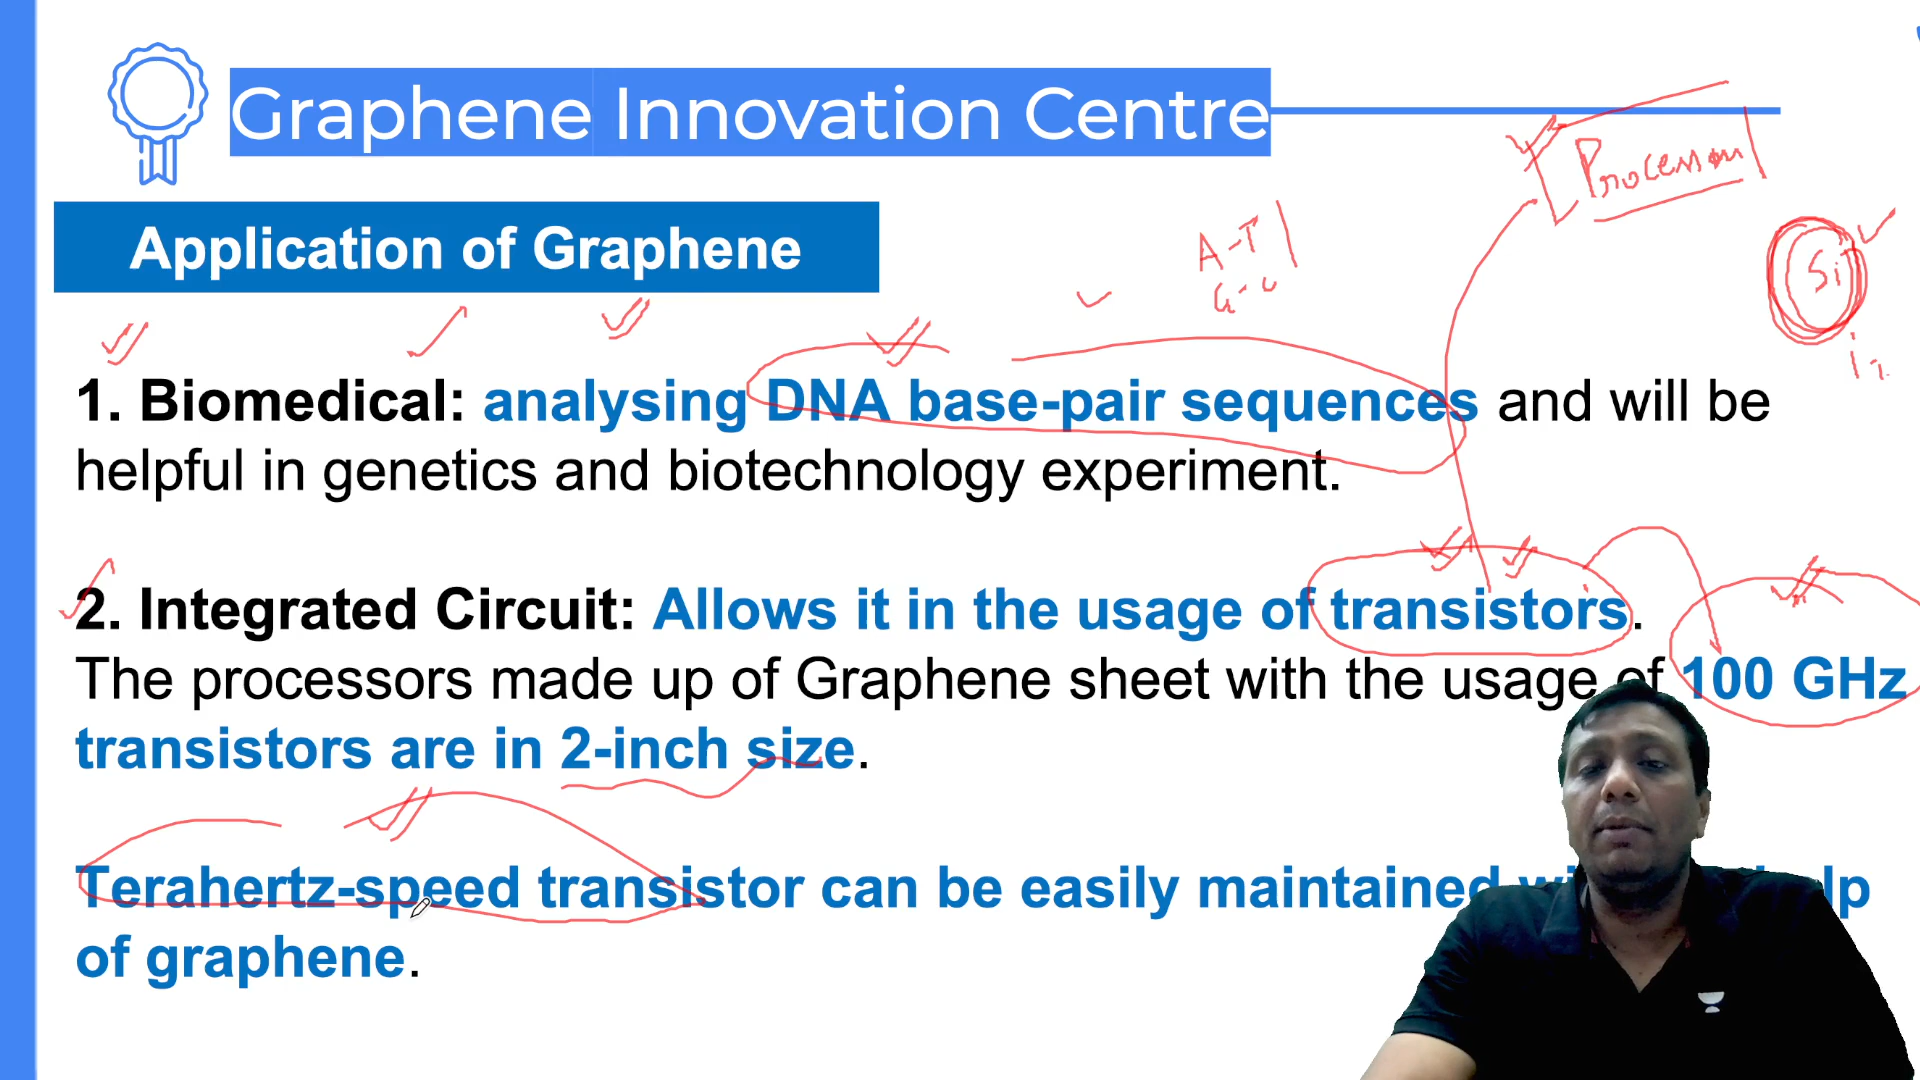 Graphene Innovation Centre
Processor
Application of Graphene
A-T
G-C
Si
1. Biomedical: analysing DNA base-pair sequences and will be
helpful in genetics and biotechnology experiment.
2. Integrated Circuit: Allows it in the usage of transistors.
The processors made up of Graphene sheet with the usage of 100 GHz
transistors are in 2-inch size.
Terahertz-speed transistor can be easily maintained
of graphene.